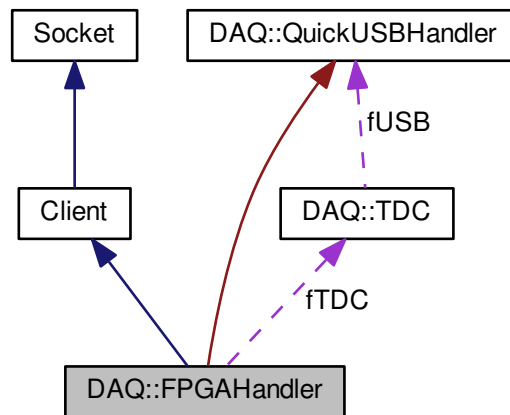 Socket
DAQ::QuickUSBHandler
fUSB
Client
DAQ::TDC
fTDC
DAQ::FPGAHandler